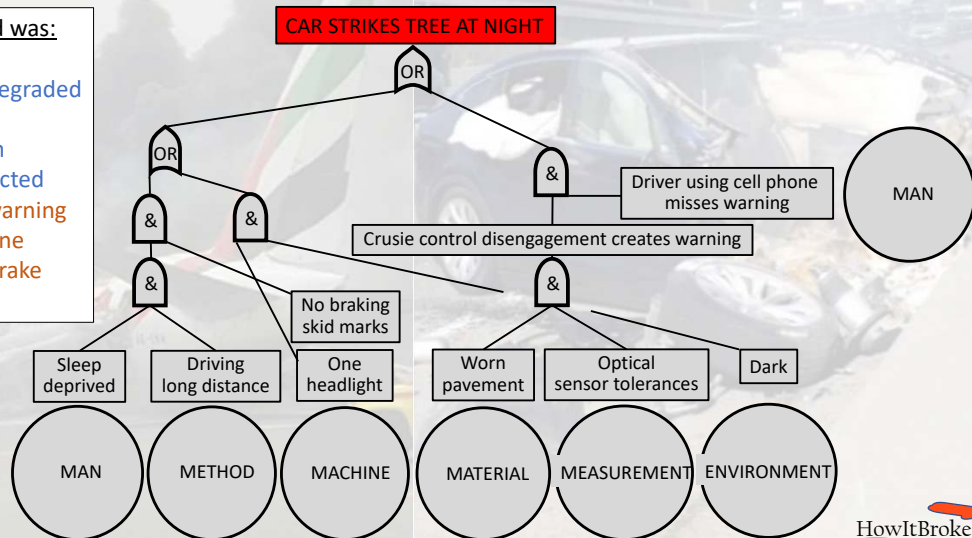 d was:
CAR STRIKES TREE AT NIGHT
OR
egraded
OR
cted
&
Driver using cell phone
misses warning
MAN
varning
ne
&
&
Crusie control disengagement creates warning
rake
&
&
No braking
skid marks
Sleep
deprived
Driving
long distance
One
headlight
Worn
pavement
Optical
sensor tolerances
Dark
MAN
METHOD
MACHINE
MATERIAL
MEASUREMENT
ENVIRONMENT
HowItBroke